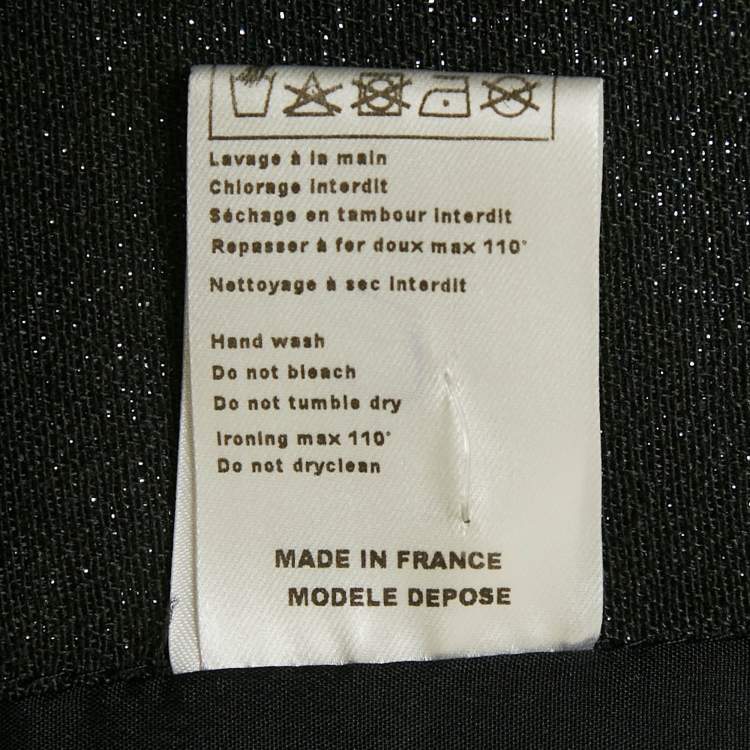 Lavage à la main
Chlorage interdit
Séchage en tambour interdit
Repasser à fer doux max 110°
Nettoyage à sec interdit
Hand wash
Do not bleach
Do not tumble dry
Ironing max 110°
Do not dryclean
MADE IN FRANCE
MODELE DEPOSE